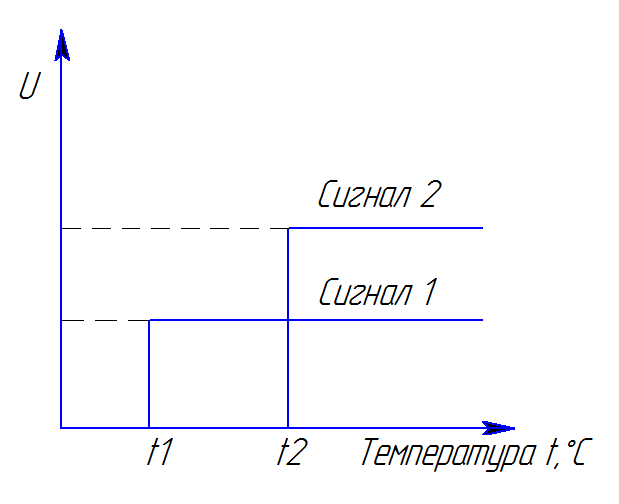 U
Сигнал 2
Сигнал 1
t1
t2
Температура t,°C